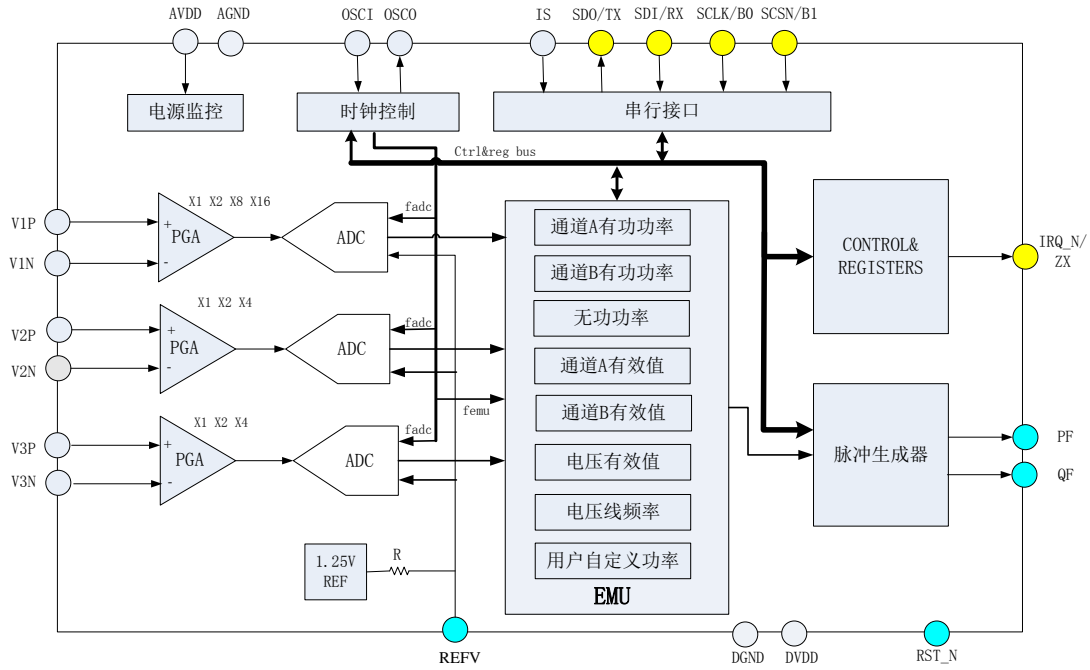 AVDD AGND OSCI OSCO IS SDO/TX SDI/RX SCLK/B0 SCSN/B1
电源监控
时钟控制
串行接口
Ctrl&reg bus
V1P
V1N
X1 X2 X8 X16
+
PGA
-
ADC
fadc
V2P
V2N
X1 X2 X4
+
PGA
-
ADC
fadc
femu
V3P
V3N
X1 X2 X4
+
PGA
-
ADC
fadc
通道A有功功率
通道B有功功率
无功功率
通道A有效值
通道B有效值
电压有效值
电压线频率
用户自定义功率
EMU
CONTROL&
REGISTERS
IRQ_N/
ZX
脉冲生成器
PF
QF
1.25V
REF
R
REFV
DGND DVDD
RST_N